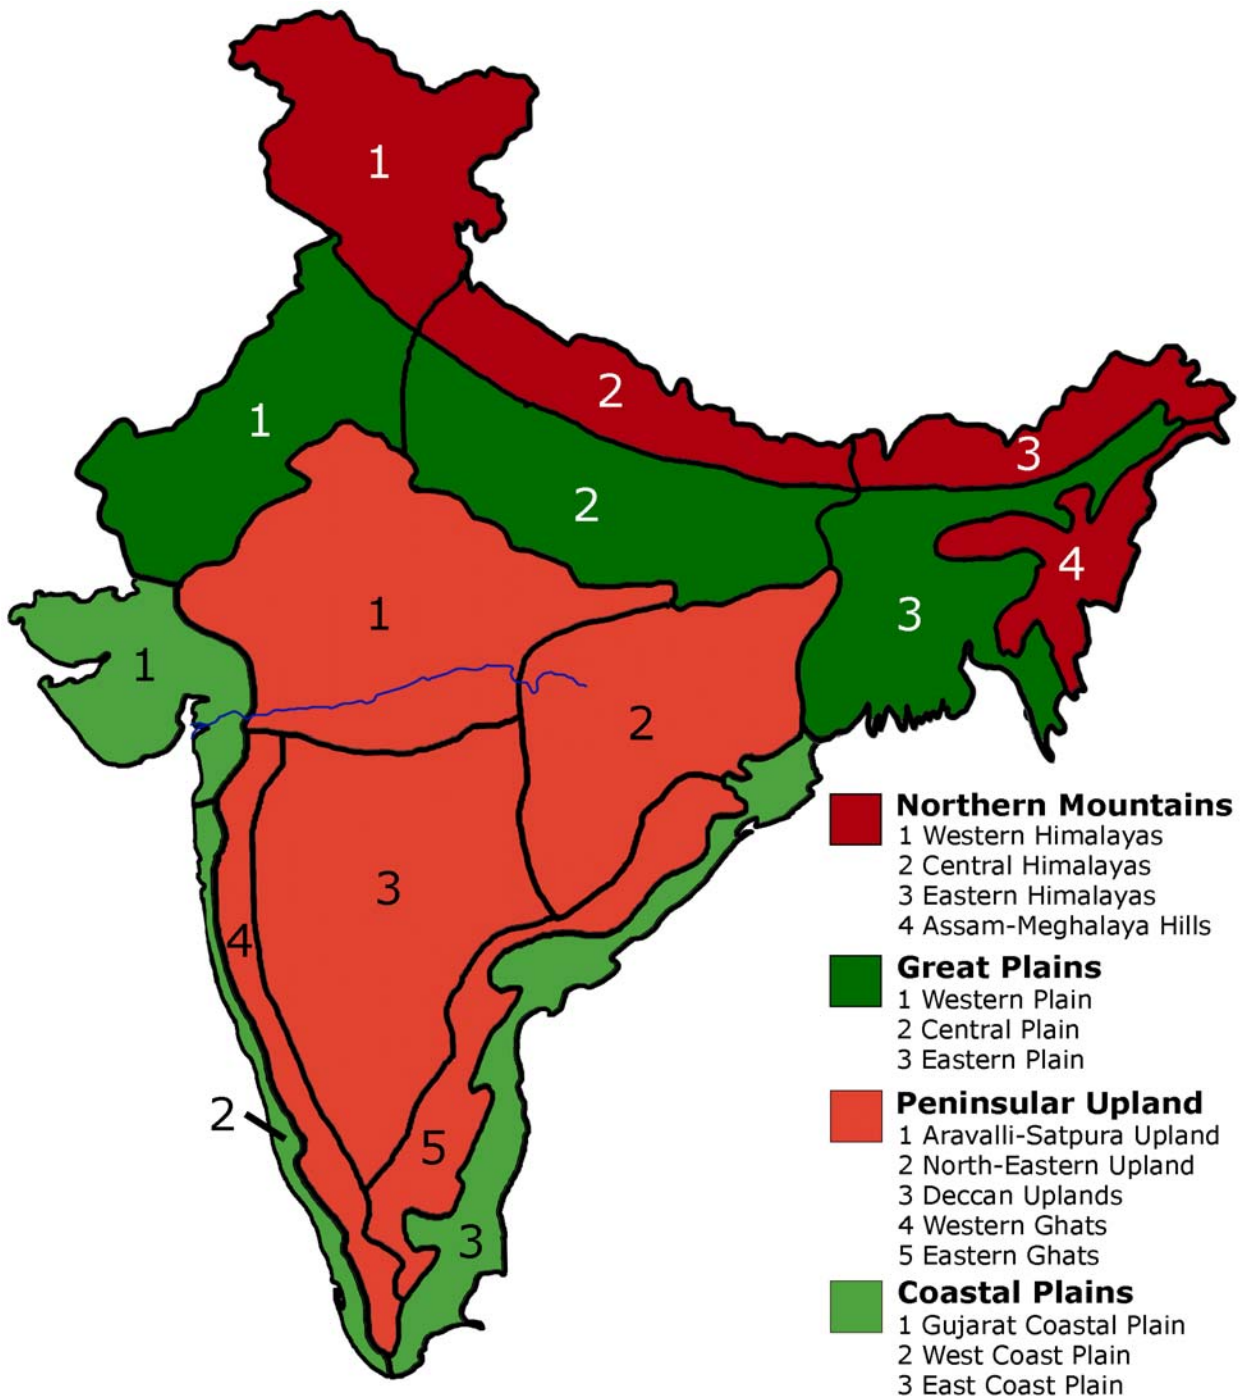 1
2
3
4
1
2
3
1
1
2
3
4
5
2
3
Northern Mountains
1 Western Himalayas
2 Central Himalayas
3 Eastern Himalayas
4 Assam-Meghalaya Hills
Great Plains
1 Western Plain
2 Central Plain
3 Eastern Plain
Peninsular Upland
1 Aravalli-Satpura Upland
2 North-Eastern Upland
3 Deccan Uplands
4 Western Ghats
5 Eastern Ghats
Coastal Plains
1 Gujarat Coastal Plain
2 West Coast Plain
3 East Coast Plain